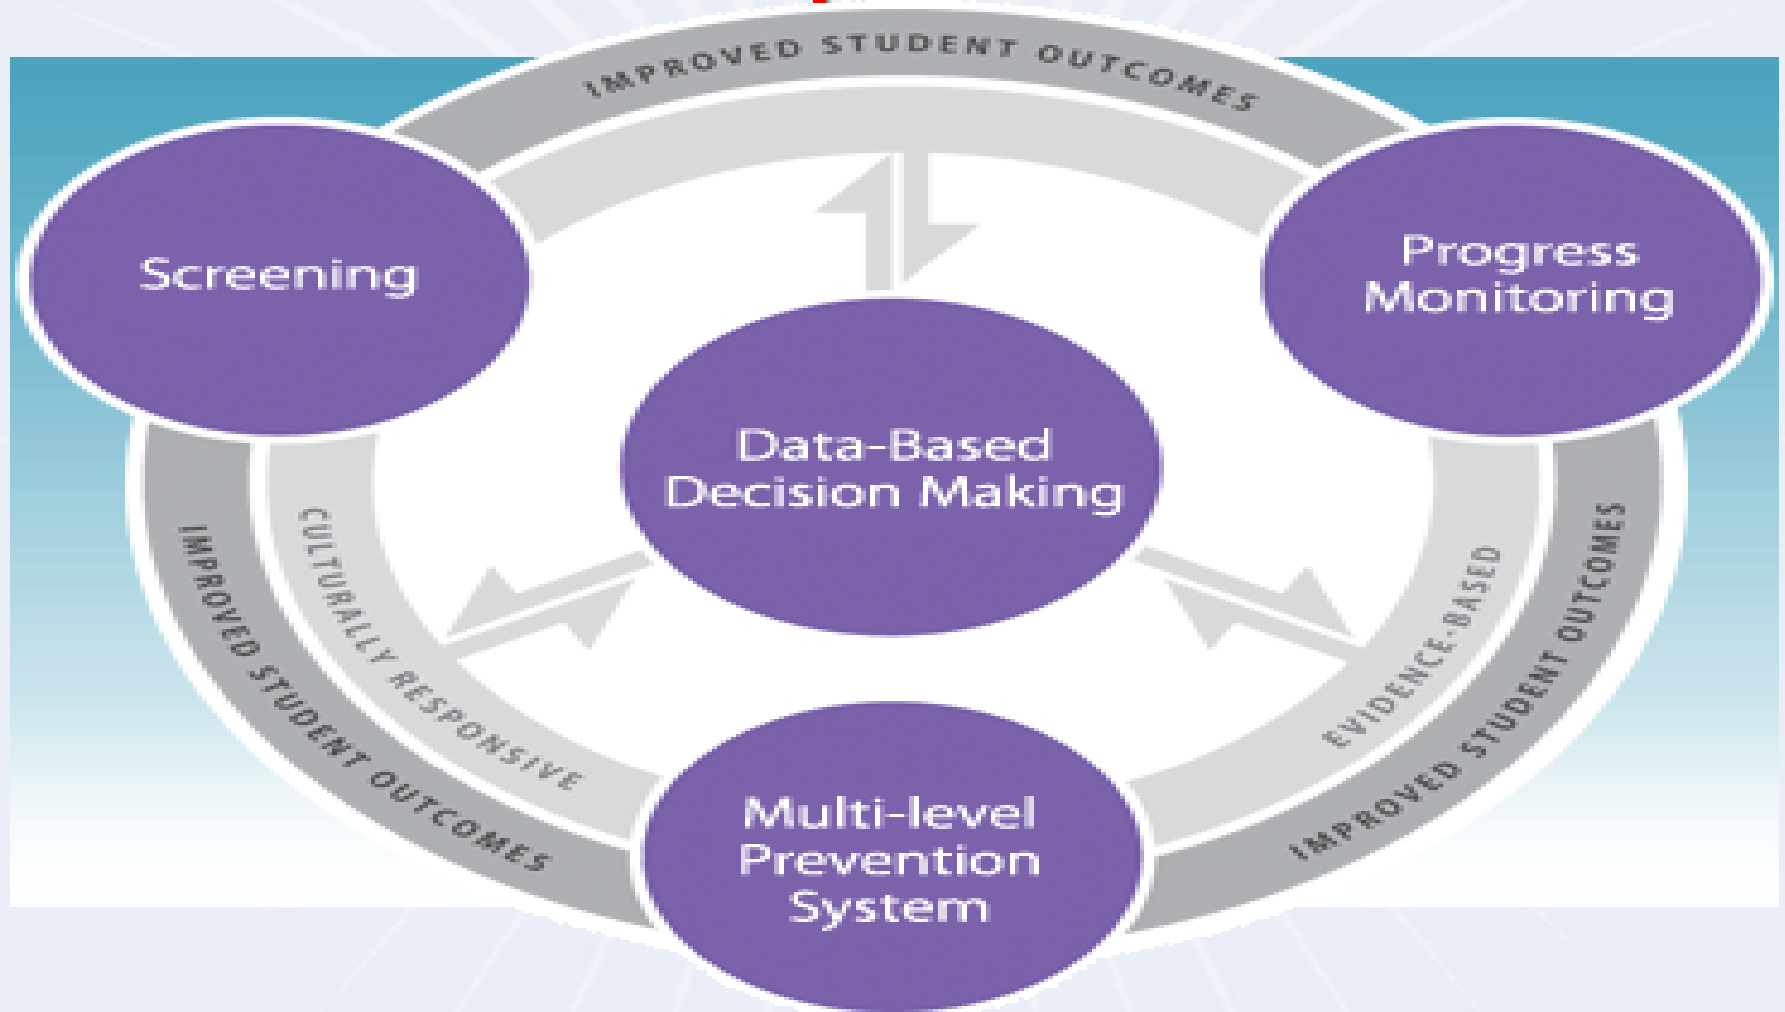 IMPROVED STUDENT OUTCOMES
Screening
Progress
Monitoring
Data-Based
Decision Making
CULTURALLY RESPONSIVE
EVIDENCE-BASED
IMPROVED STUDENT OUTCOMES
IMPROVED STUDENT OUTCOMES
Multi-level
Prevention
System